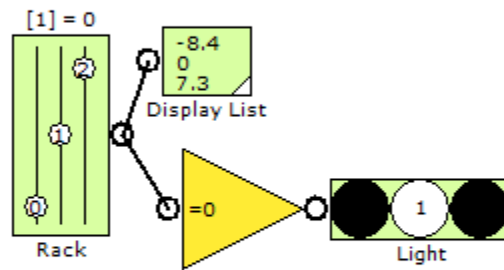 [1] = 0
2
1
0
Rack
-8.4
0
7.3
Display List
=0
1
Light